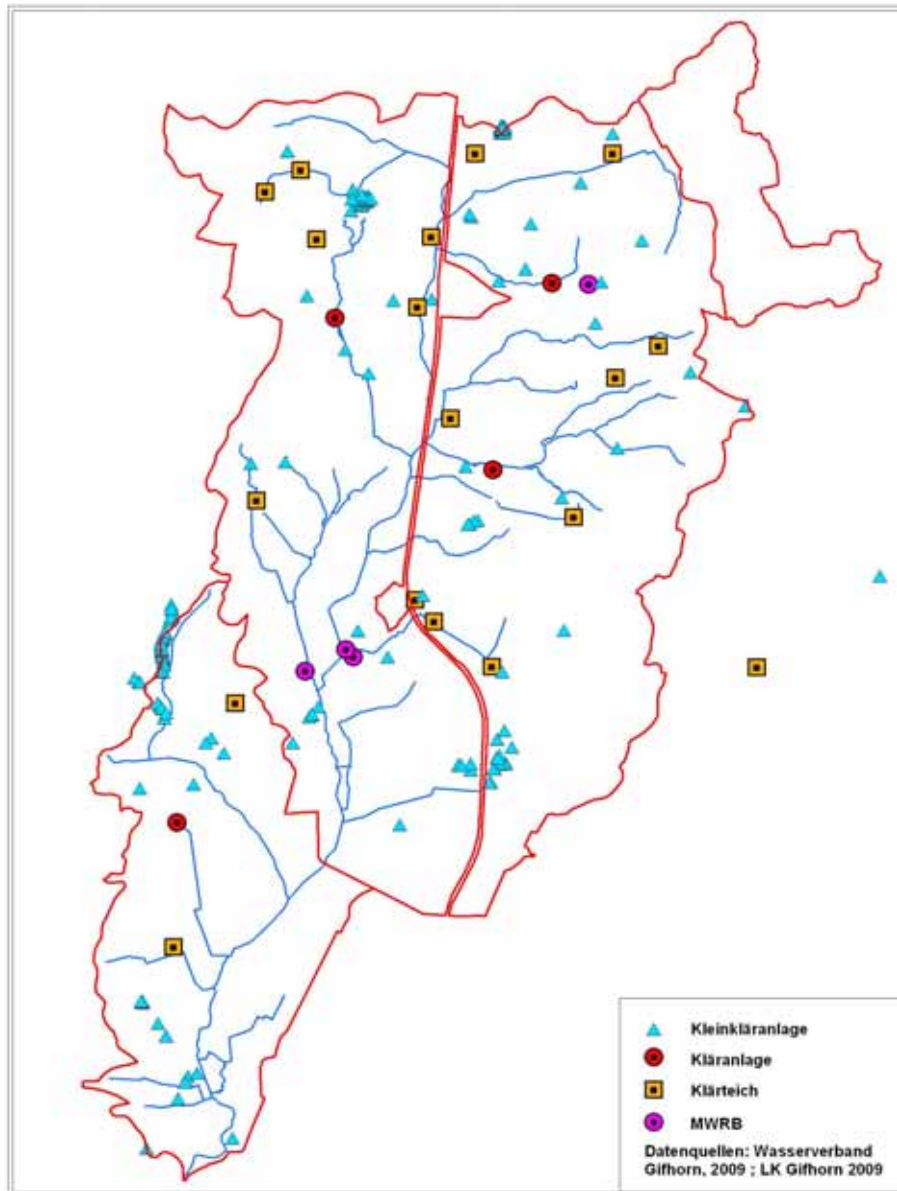 Kleinkläranlage
Kläranlage
Klärteich
MWRB
Datenquellen: Wasserverband
Gifhorn, 2009 ; LK Gifhorn 2009